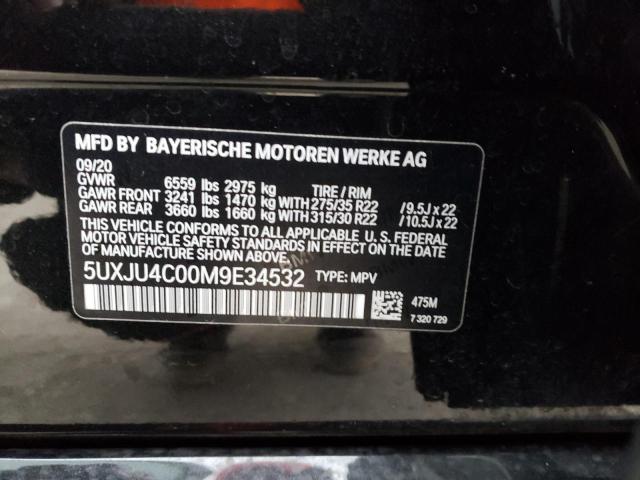 MFD BY BAYERISCHE MOTOREN WERKE AG
09/20
GVWR 6559 lbs 2975 kg TIRE / RIM
GAWR FRONT 3241 lbs 1470 kg WITH 275/35 R22 / 9.5J x 22
GAWR REAR 3660 lbs 1660 kg WITH 315/30 R22 / 10.5J x 22
THIS VEHICLE CONFORMS TO ALL APPLICABLE U. S. FEDERAL
MOTOR VEHICLE SAFETY STANDARDS IN EFFECT ON THE DATE
OF MANUFACTURE SHOWN ABOVE.
5UXJU4C00M9E34532 TYPE: MPV
475M
7 320 729